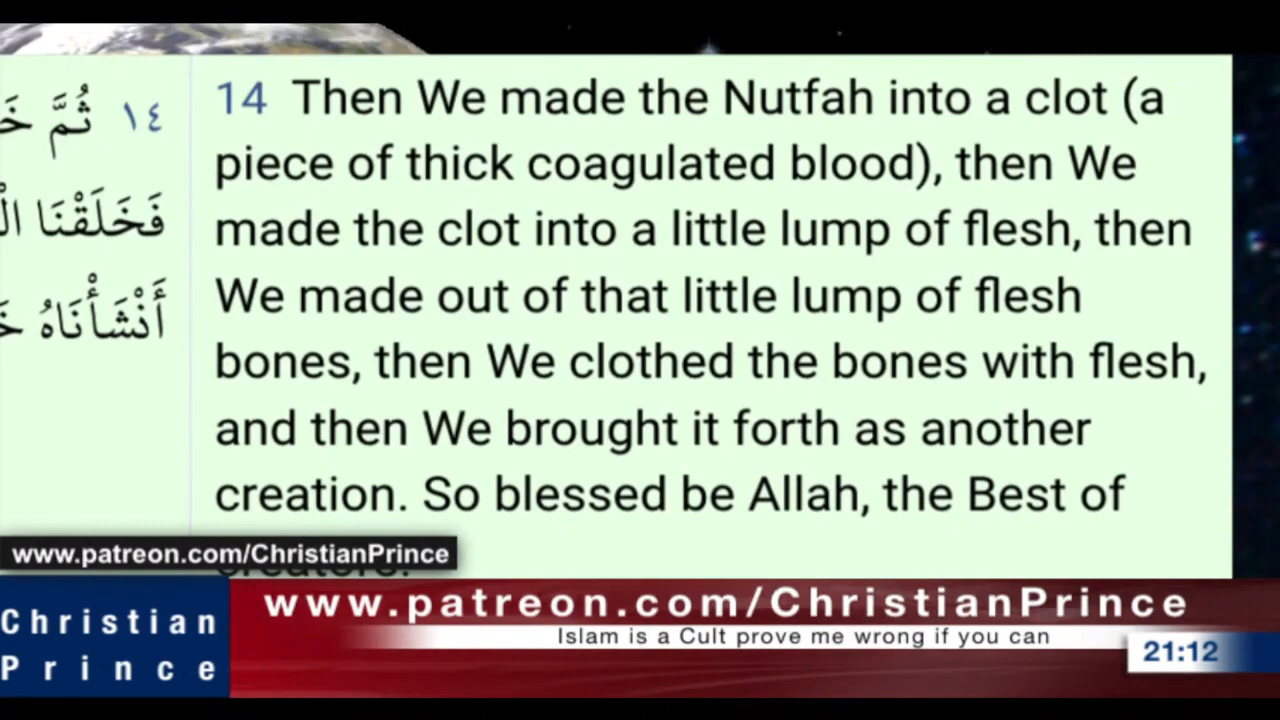 14 Then We made the Nutfah into a clot (a
piece of thick coagulated blood), then We
made the clot into a little lump of flesh, then
We made out of that little lump of flesh
bones, then We clothed the bones with flesh,
and then We brought it forth as another
creation. So blessed be Allah, the Best of
creators.
١٤ ثُمَّ
فَخَلَقْنَا
أَنْشَأْنَاهُ
www.patreon.com/ChristianPrince
Christian
Prince
www.patreon.com/ChristianPrince
Islam is a Cult prove me wrong if you can
21:12